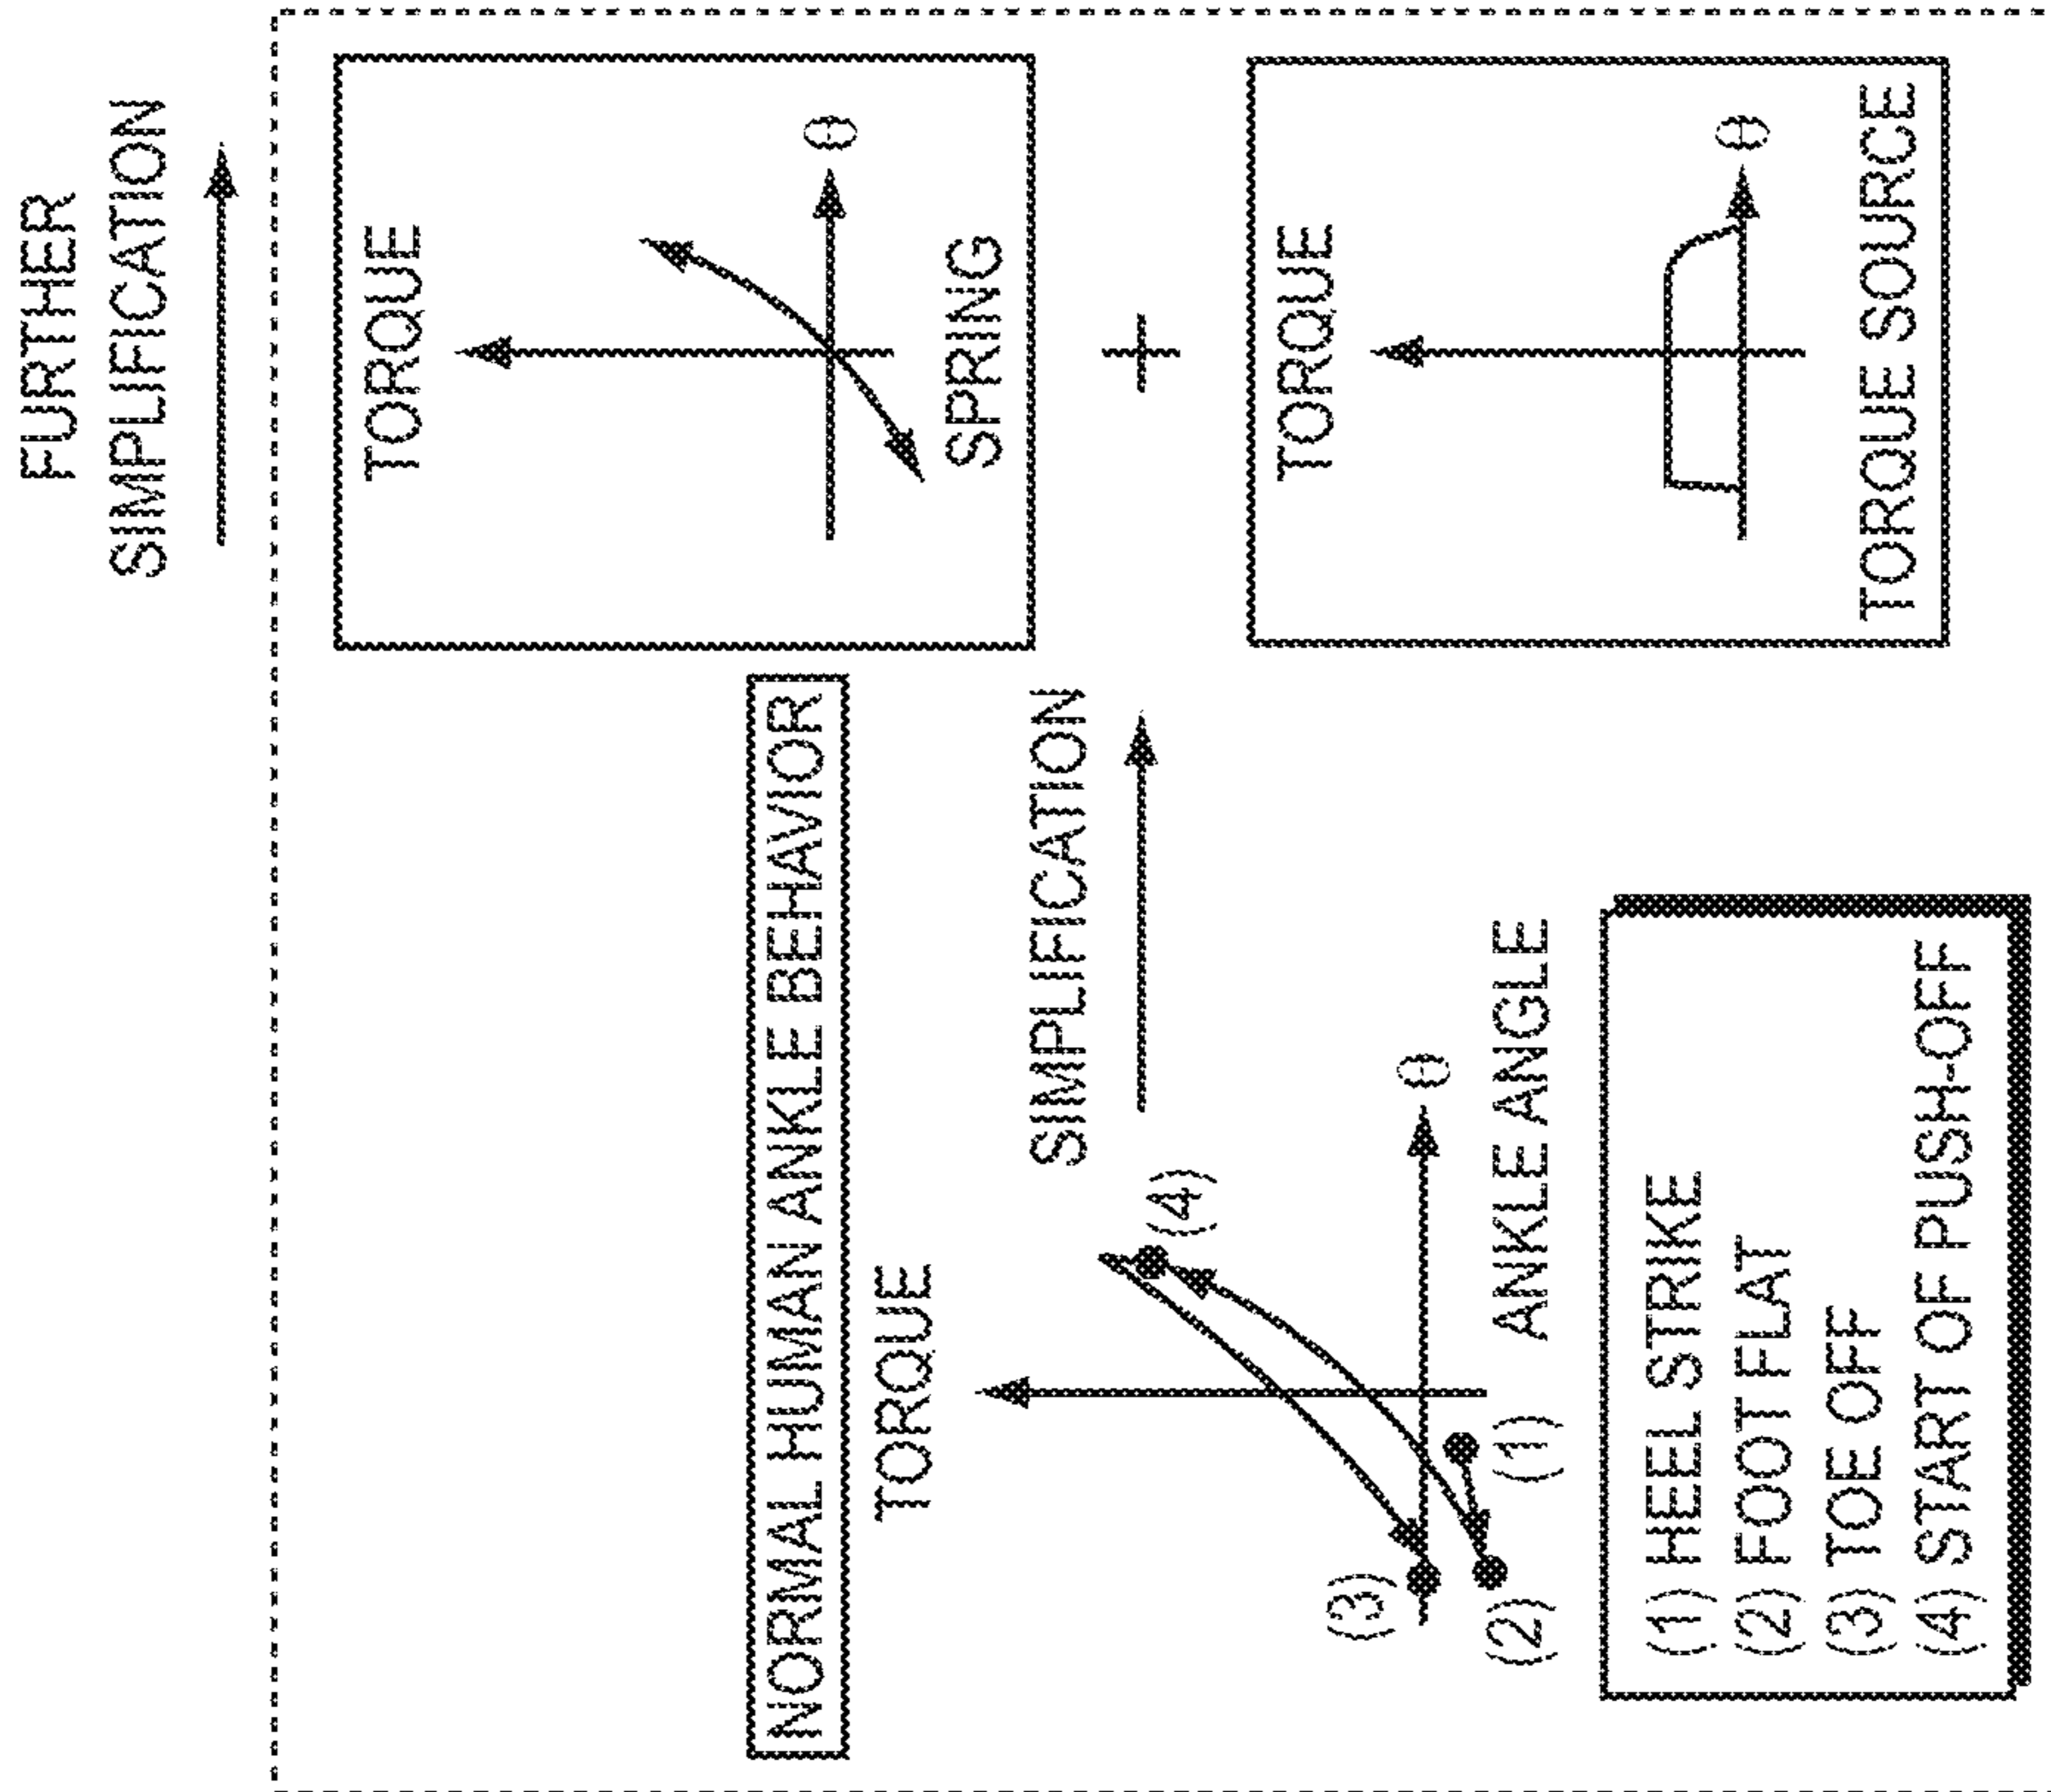 FURTHER
SIMPLIFICATION
NORMAL HUMAN ANKLE BEHAVIOR
TORQUE
(3)
(2)
(1)
(4)
θ
ANKLE ANGLE
(1) HEEL STRIKE
(2) FOOT FLAT
(3) TOE OFF
(4) START OF PUSH-OFF
SIMPLIFICATION
TORQUE
θ
SPRING
+
TORQUE
θ
TORQUE SOURCE